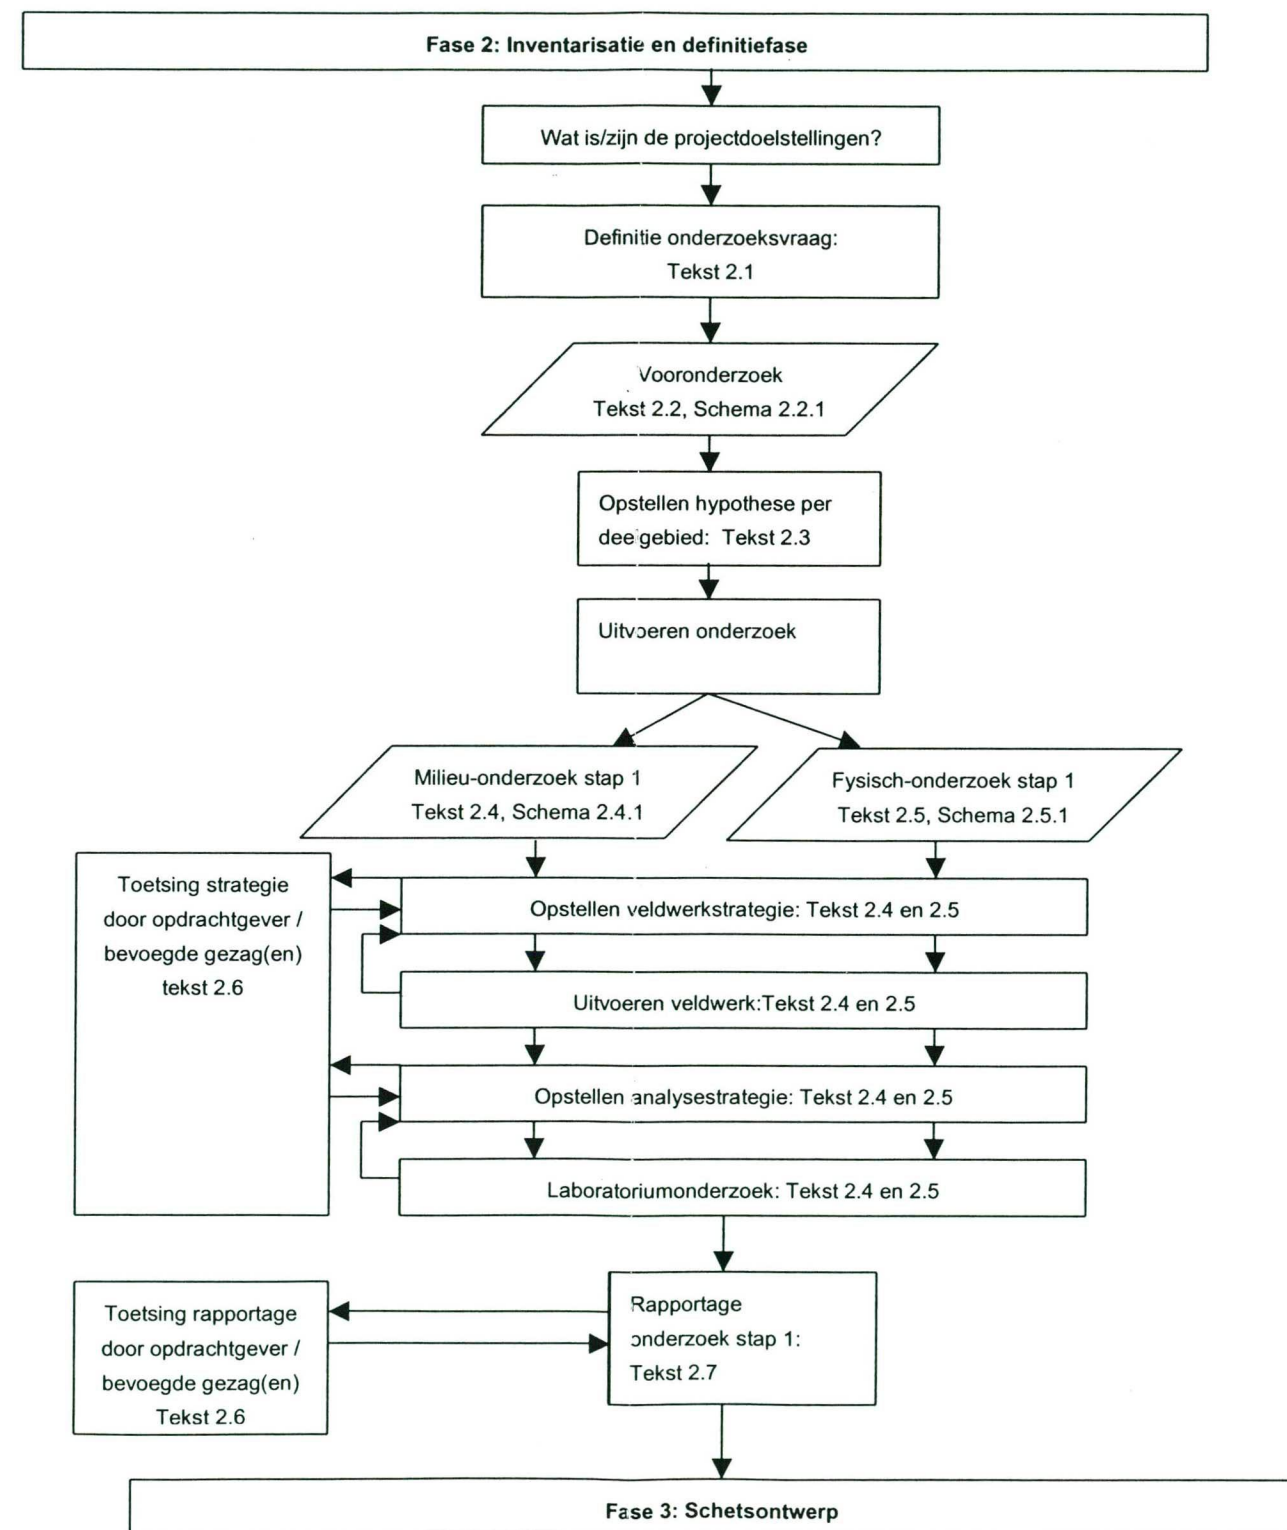 Fase 2: Inventarisatie en definitiefase
Wat is/zijn de projectdoelstellingen?
Definitie onderzoeksvraag:
Tekst 2.1
Vooronderzoek
Tekst 2.2, Schema 2.2.1
Opstellen hypothese per
deelgebied: Tekst 2.3
Uitvoeren onderzoek
Milieu-onderzoek stap 1
Tekst 2.4, Schema 2.4.1
Fysisch-onderzoek stap 1
Tekst 2.5, Schema 2.5.1
Toetsing strategie
door opdrachtgever /
bevoegde gezag(en)
tekst 2.6
Opstellen veldwerkstrategie: Tekst 2.4 en 2.5
Uitvoeren veldwerk:Tekst 2.4 en 2.5
Opstellen analysestrategie: Tekst 2.4 en 2.5
Laboratoriumonderzoek: Tekst 2.4 en 2.5
Toetsing rapportage
door opdrachtgever /
bevoegde gezag(en)
Tekst 2.6
Rapportage
onderzoek stap 1:
Tekst 2.7
Fase 3: Schetsontwerp